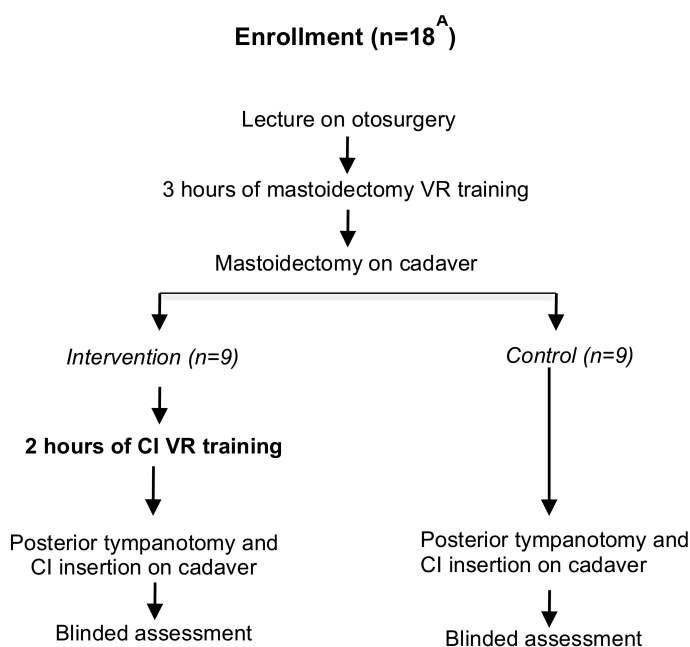 Enrollment (n=18A)
Lecture on otosurgery
3 hours of mastoidectomy VR training
Mastoidectomy on cadaver
Intervention (n=9)
Control (n=9)
2 hours of CI VR training
Posterior tympanotomy and
CI insertion on cadaver
Posterior tympanotomy and
CI insertion on cadaver
Blinded assessment
Blinded assessment